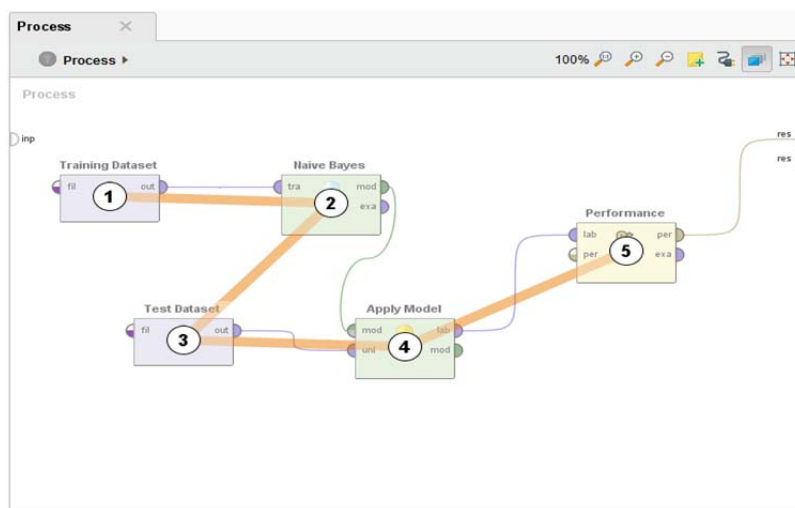 Process
Process
100%
Process
inp
res
res
Training Dataset
fil
out
1
Naive Bayes
tra
mod
exa
2
Performance
lab
per
per
exa
5
Test Dataset
fil
out
3
Apply Model
mod
lab
unl
mod
4